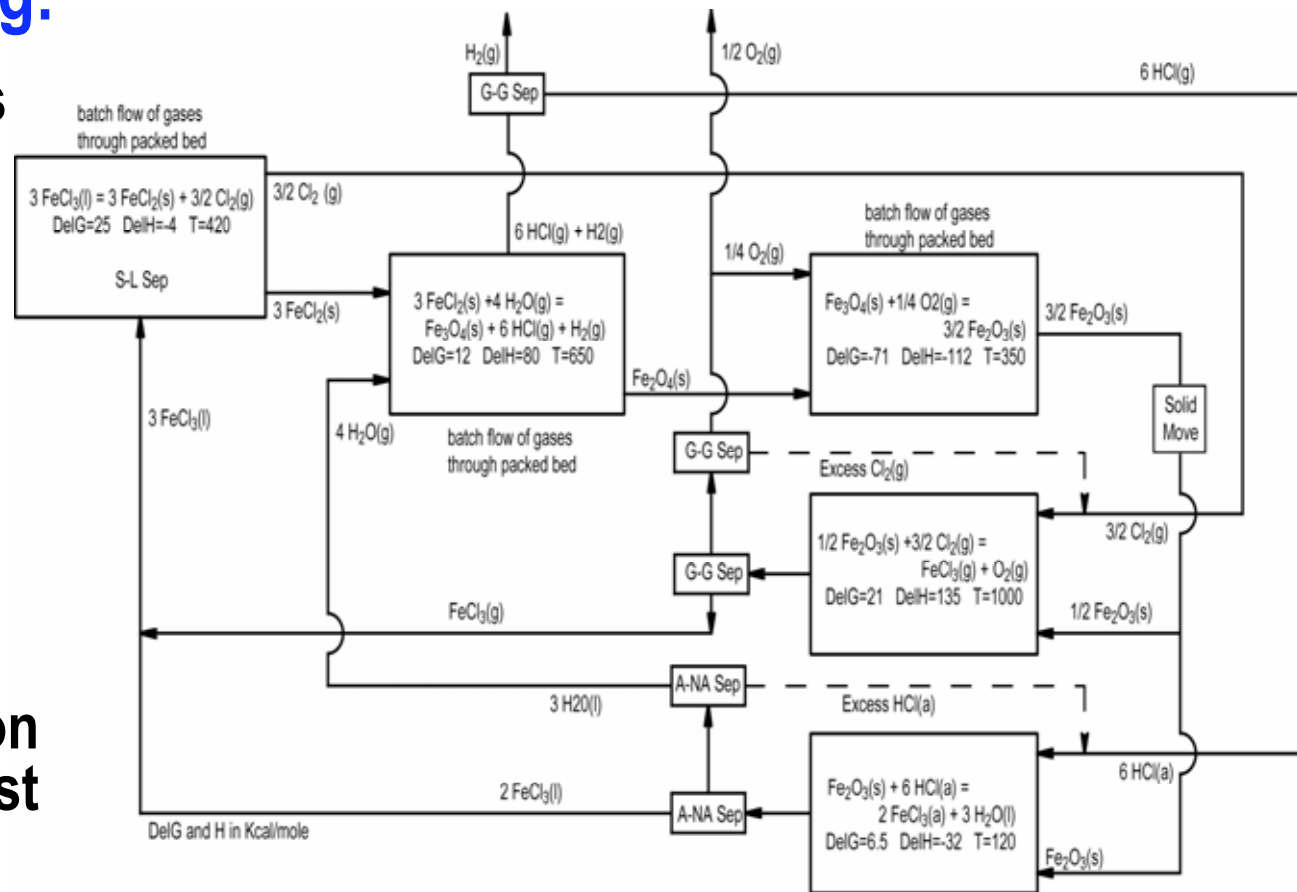 g.
s
on
st
H₂(g)
1/2 O₂(g)
6 HCl(g)
G-G Sep
batch flow of gases
through packed bed
3 FeCl₃(l) = 3 FeCl₂(s) + 3/2 Cl₂(g)
DelG=25 DelH=-4 T=420
S-L Sep
3/2 Cl₂ (g)
3 FeCl₂(s)
6 HCl(g) + H2(g)
3 FeCl₂(s) +4 H₂O(g) =
Fe₃O₄(s) + 6 HCl(g) + H₂(g)
DelG=12 DelH=80 T=650
batch flow of gases
through packed bed
1/4 O₂(g)
batch flow of gases
through packed bed
Fe₃O₄(s) +1/4 O2(g) =
3/2 Fe₂O₃(s)
DelG=-71 DelH=-112 T=350
3/2 Fe₂O₃(s)
Fe₂O₄(s)
Solid
Move
3 FeCl₃(l)
4 H₂O(g)
G-G Sep
Excess Cl₂(g)
3/2 Cl₂(g)
1/2 Fe₂O₃(s) +3/2 Cl₂(g) =
FeCl₃(g) + O₂(g)
DelG=21 DelH=135 T=1000
G-G Sep
FeCl₃(g)
1/2 Fe₂O₃(s)
A-NA Sep
3 H20(l)
Excess HCl(a)
6 HCl(a)
Fe₂O₃(s) + 6 HCl(a) =
2 FeCl₃(a) + 3 H₂O(l)
DelG=6.5 DelH=-32 T=120
2 FeCl₃(l)
A-NA Sep
Fe₂O₃(s)
DelG and H in Kcal/mole